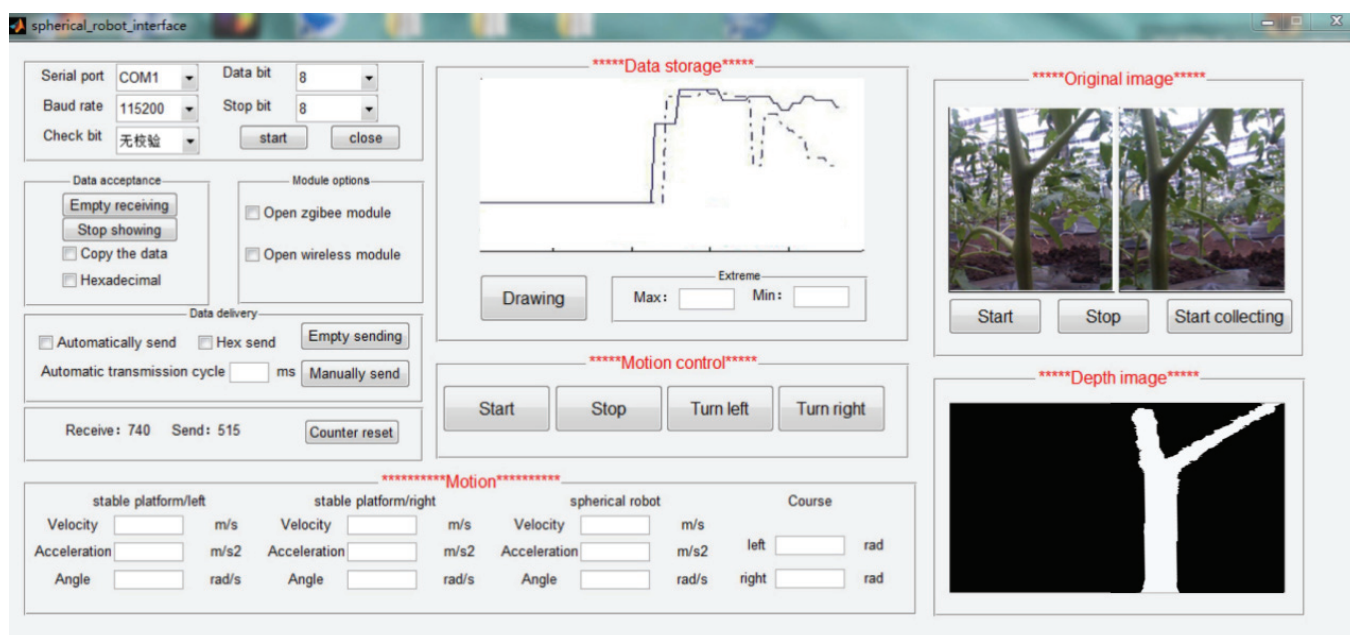 spherical_robot_interface
Serial port COM1 Data bit 8
Baud rate 115200 Stop bit 8
Check bit 无校验 start close
Data acceptance
Empty receiving
Stop showing
Copy the data
Hexadecimal
Module options
Open zgibee module
Open wireless module
Data delivery
Automatically send Hex send Empty sending
Automatic transmission cycle ms Manually send
Receive: 740 Send: 515 Counter reset
*****Data storage*****
Drawing
Extreme
Max: Min:
*****Motion control*****
Start Stop Turn left Turn right
*****Original image*****
Start Stop Start collecting
*****Depth image*****
**********Motion**********
stable platform/left stable platform/right spherical robot Course
Velocity m/s Velocity m/s Velocity m/s
Acceleration m/s2 Acceleration m/s2 Acceleration m/s2 left rad
Angle rad/s Angle rad/s Angle rad/s right rad